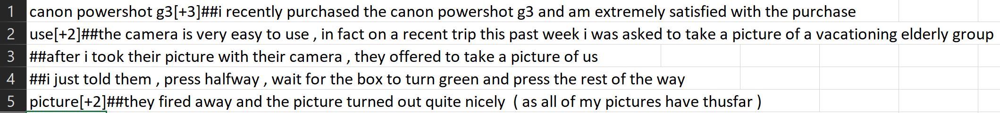 1 canon powershot g3[+3]##i recently purchased the canon powershot g3 and am extremely satisfied with the purchase
2 use[+2]##the camera is very easy to use , in fact on a recent trip this past week i was asked to take a picture of a vacationing elderly group
3 ##after i took their picture with their camera , they offered to take a picture of us
4 ##i just told them , press halfway , wait for the box to turn green and press the rest of the way
5 picture[+2]##they fired away and the picture turned out quite nicely  ( as all of my pictures have thusfar )